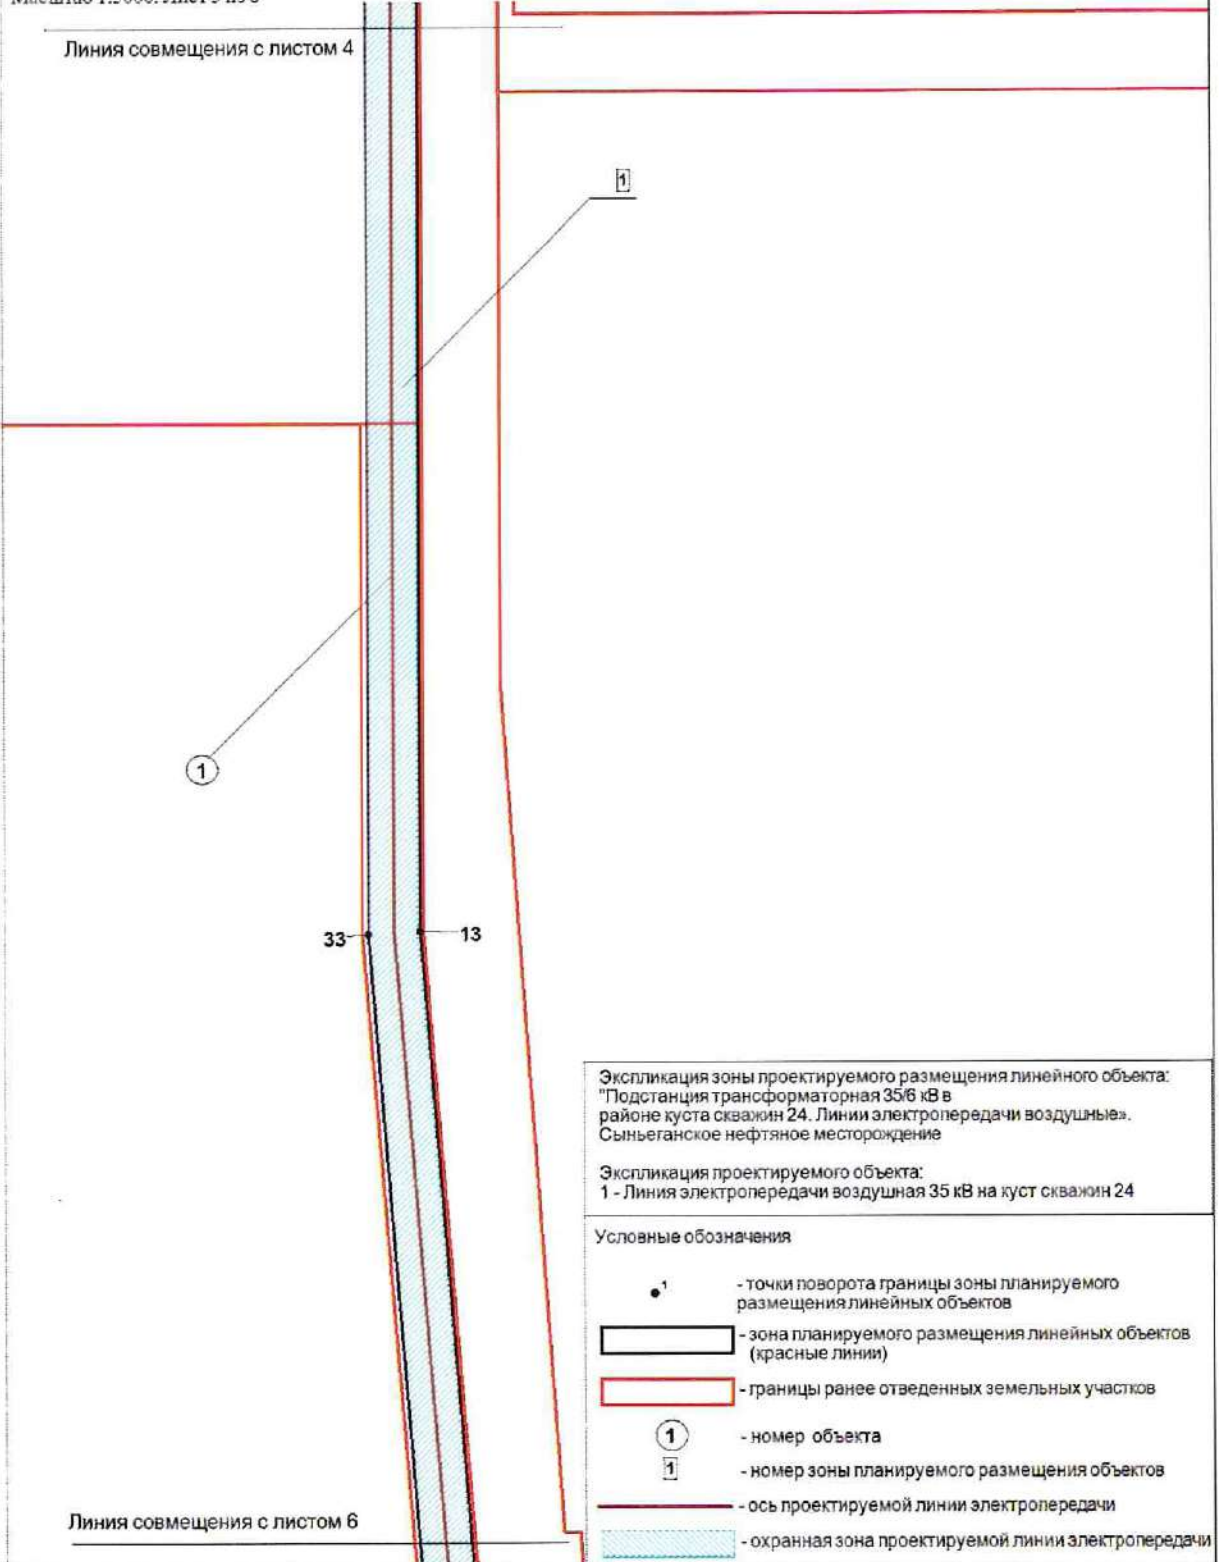 Линия совмещения с листом 4
1
1
33
13
Экспликация зоны проектируемого размещения линейного объекта:
"Подстанция трансформаторная 35/6 кВ в
районе куста скважин 24. Линии электропередачи воздушные».
Сыньеганское нефтяное месторождение
Экспликация проектируемого объекта:
1 - Линия электропередачи воздушная 35 кВ на куст скважин 24
Условные обозначения
1
- точки поворота границы зоны планируемого
размещения линейных объектов
- зона планируемого размещения линейных объектов
(красные линии)
- границы ранее отведенных земельных участков
1 - номер объекта
1 - номер зоны планируемого размещения объектов
- ось проектируемой линии электропередачи
- охранная зона проектируемой линии электропередачи
Линия совмещения с листом 6